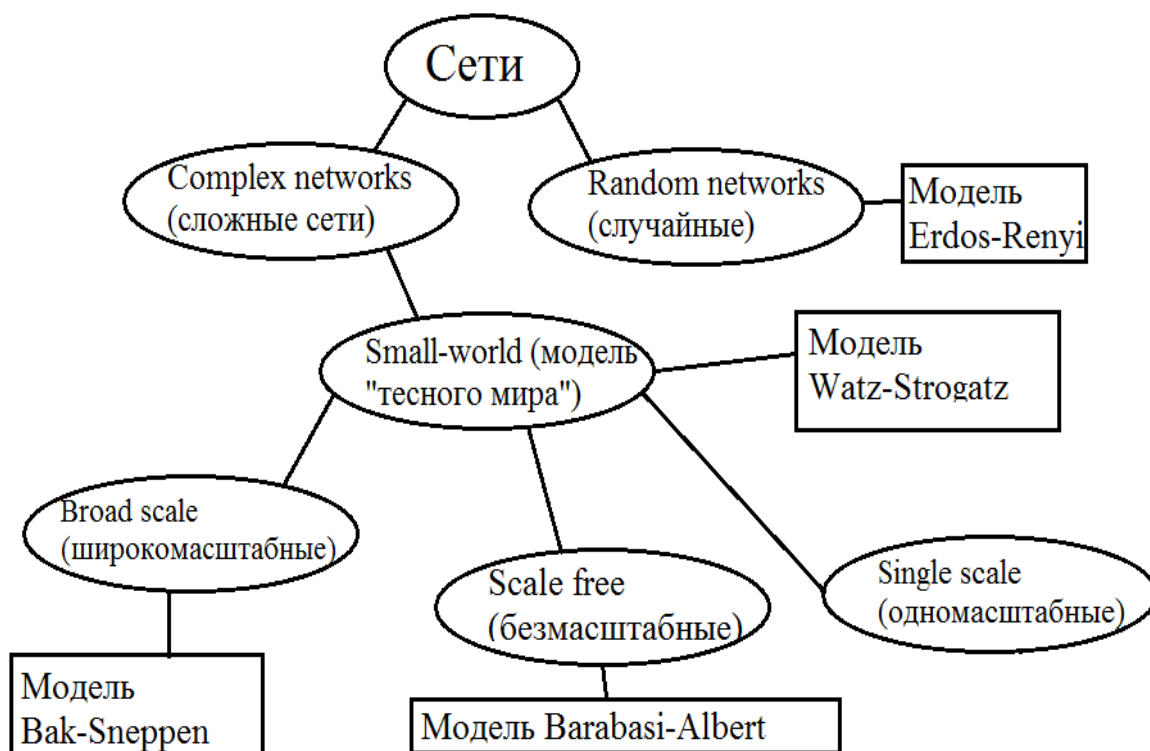 Сети
Complex networks
(сложные сети)
Random networks
(случайные)
Модель
Erdos-Renyi
Small-world (модель
"тесного мира")
Модель
Watz-Strogatz
Broad scale
(широкомасштабные)
Scale free
(безмасштабные)
Single scale
(одномасштабные)
Модель
Bak-Sneppen
Модель Barabasi-Albert